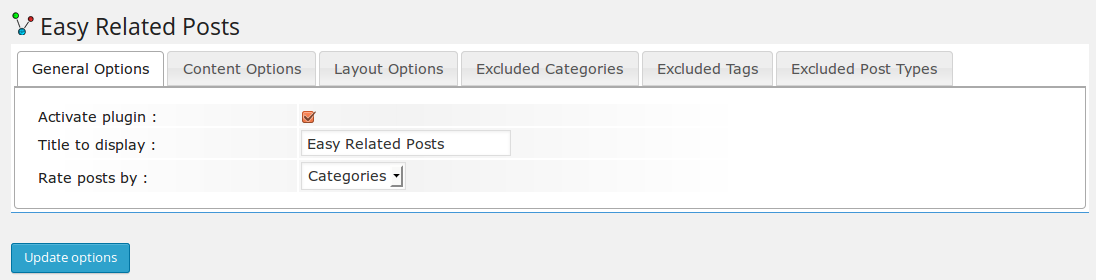 Easy Related Posts
General Options Content Options Layout Options Excluded Categories Excluded Tags Excluded Post Types
Activate plugin :
Title to display : Easy Related Posts
Rate posts by : Categories
Update options